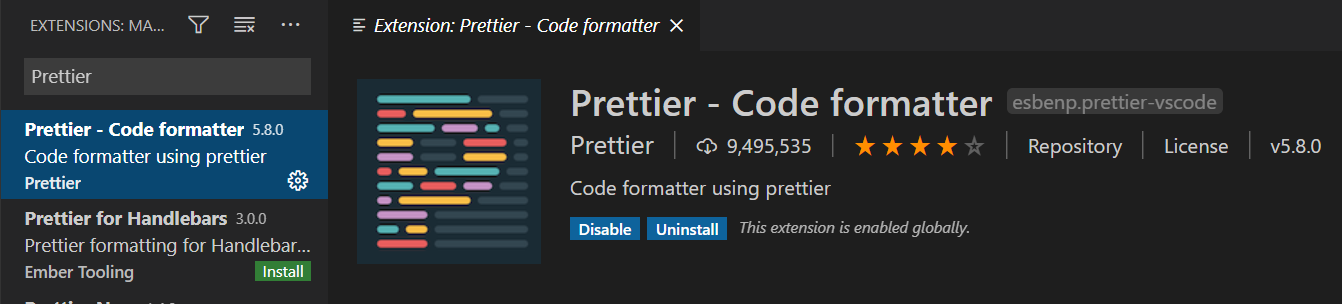 EXTENSIONS: MA...
Prettier
Prettier - Code formatter 5.8.0
Code formatter using prettier
Prettier
Prettier for Handlebars 3.0.0
Prettier formatting for Handlebar...
Ember Tooling Install
Extension: Prettier - Code formatter
Prettier - Code formatter esbenp.prettier-vscode
Prettier 9,495,535 Repository License v5.8.0
Code formatter using prettier
Disable Uninstall This extension is enabled globally.